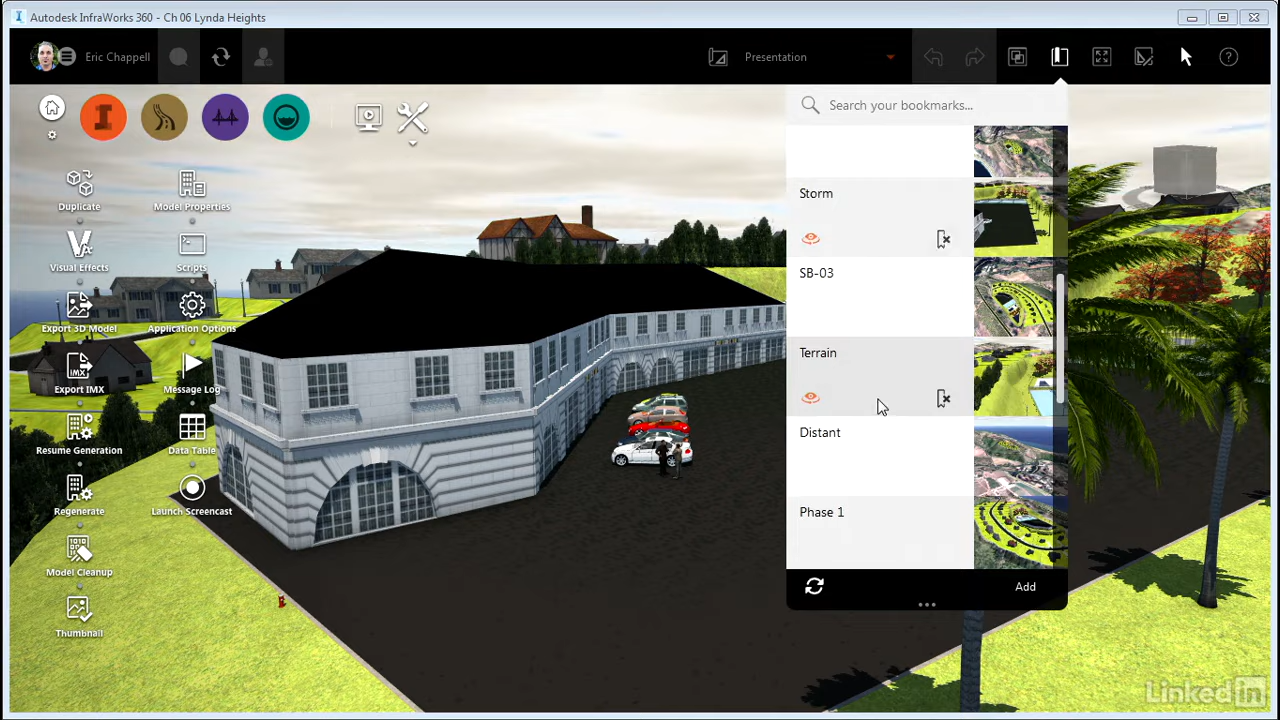 Autodesk InfraWorks 360 - Ch 06 Lynda Heights
Eric Chappell
Presentation
Search your bookmarks...
Storm
SB-03
Terrain
Distant
Phase 1
Add
Duplicate
Model Properties
Visual Effects
Scripts
Export 3D Model
Application Options
Export IMX
Message Log
Resume Generation
Data Table
Regenerate
Launch Screencast
Model Cleanup
Thumbnail
LinkedIn